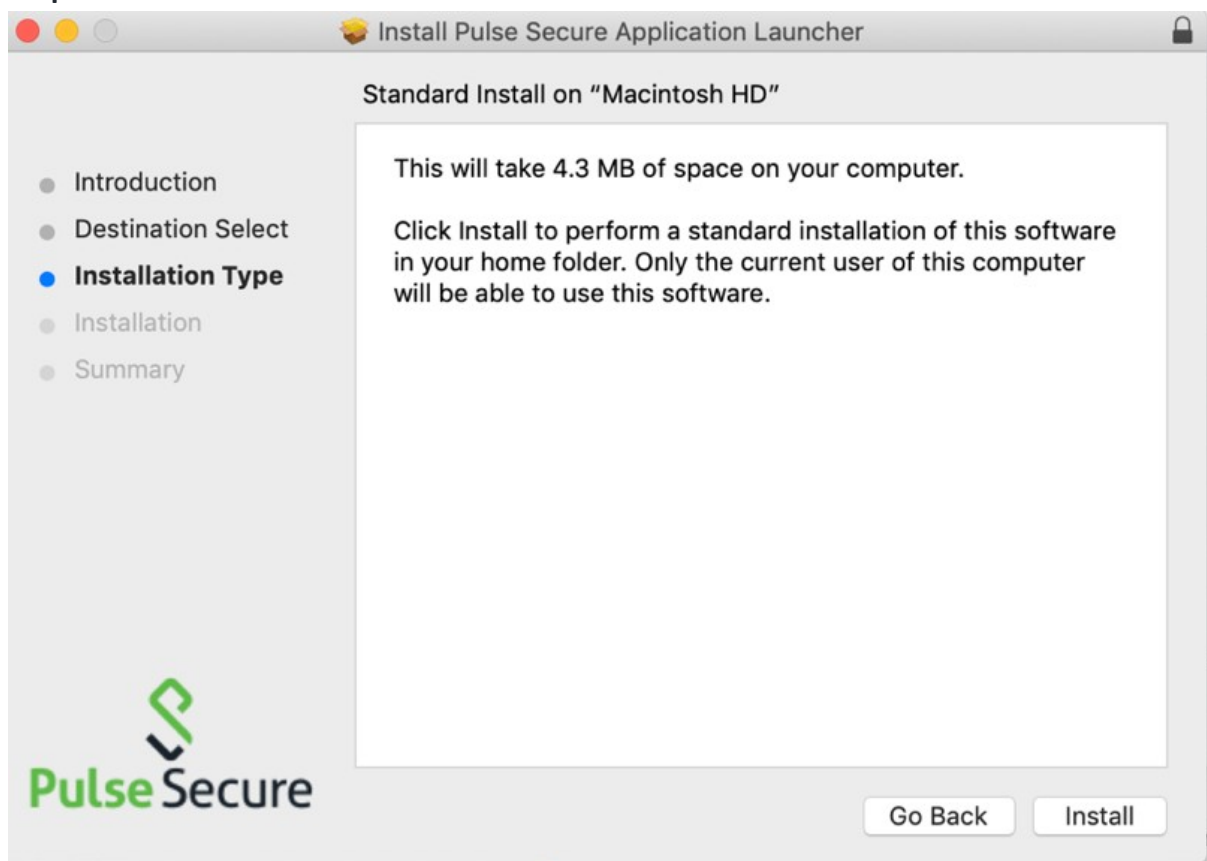 Install Pulse Secure Application Launcher
Standard Install on “Macintosh HD”
Introduction
Destination Select
Installation Type
Installation
Summary
This will take 4.3 MB of space on your computer.
Click Install to perform a standard installation of this software
in your home folder. Only the current user of this computer
will be able to use this software.
Pulse Secure
Go Back
Install